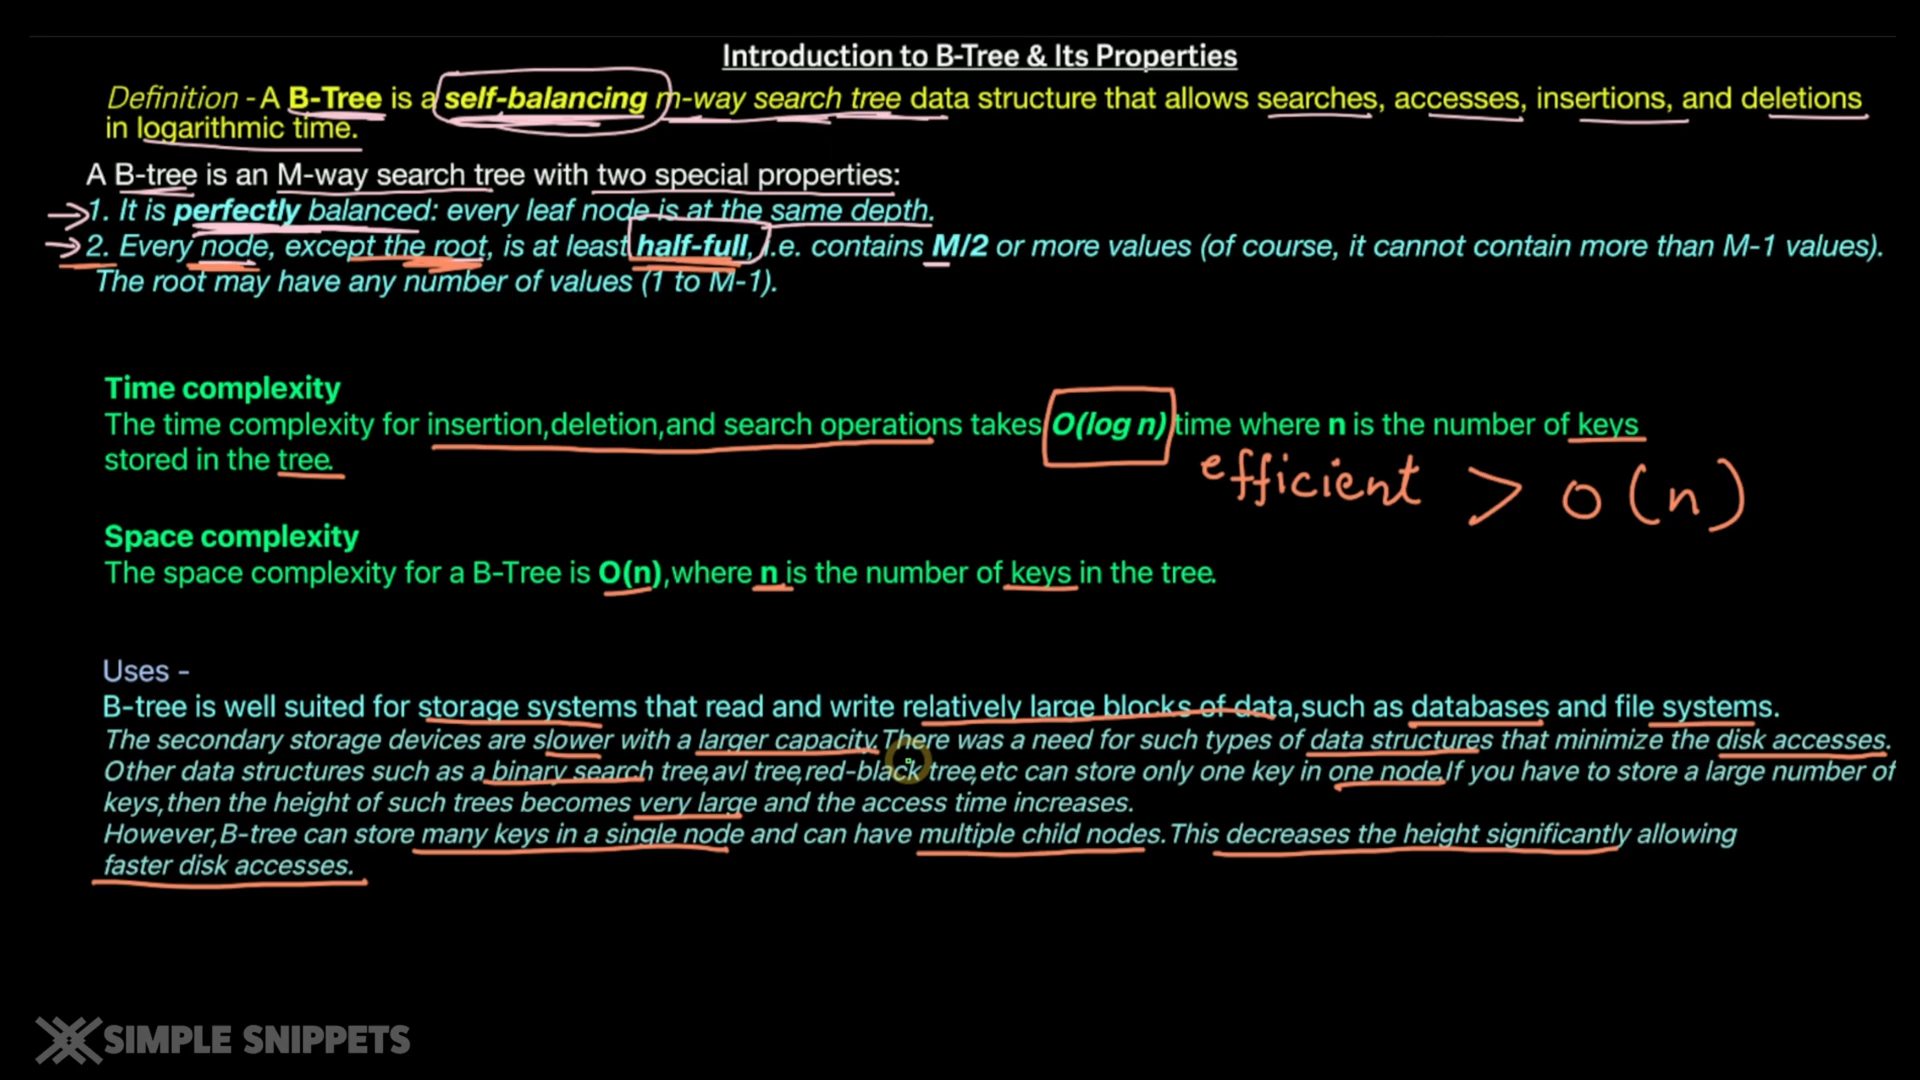 Introduction to B-Tree & Its Properties
Definition - A B-Tree is a self-balancing m-way search tree data structure that allows searches, accesses, insertions, and deletions
in logarithmic time.
A B-tree is an M-way search tree with two special properties:
1. It is perfectly balanced: every leaf node is at the same depth.
2. Every node, except the root, is at least half-full, i.e. contains M/2 or more values (of course, it cannot contain more than M-1 values).
The root may have any number of values (1 to M-1).
Time complexity
The time complexity for insertion,deletion,and search operations takes O(log n) time where n is the number of keys
stored in the tree.
efficient > O(n)
Space complexity
The space complexity for a B-Tree is O(n),where n is the number of keys in the tree.
Uses -
B-tree is well suited for storage systems that read and write relatively large blocks of data,such as databases and file systems.
The secondary storage devices are slower with a larger capacity.There was a need for such types of data structures that minimize the disk accesses.
Other data structures such as a binary search tree,avl tree,red-black tree,etc can store only one key in one node.If you have to store a large number of
keys,then the height of such trees becomes very large and the access time increases.
However,B-tree can store many keys in a single node and can have multiple child nodes.This decreases the height significantly allowing
faster disk accesses.
SIMPLE SNIPPETS